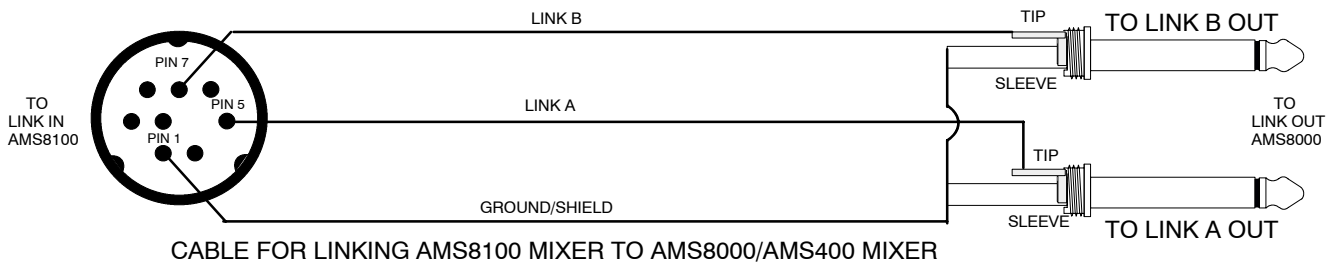 LINK B
TIP
TO LINK B OUT
PIN 7
SLEEVE
TO
LINK IN
AMS8100
PIN 5
LINK A
TO
LINK OUT
AMS8000
PIN 1
TIP
GROUND/SHIELD
SLEEVE
TO LINK A OUT
CABLE FOR LINKING AMS8100 MIXER TO AMS8000/AMS400 MIXER